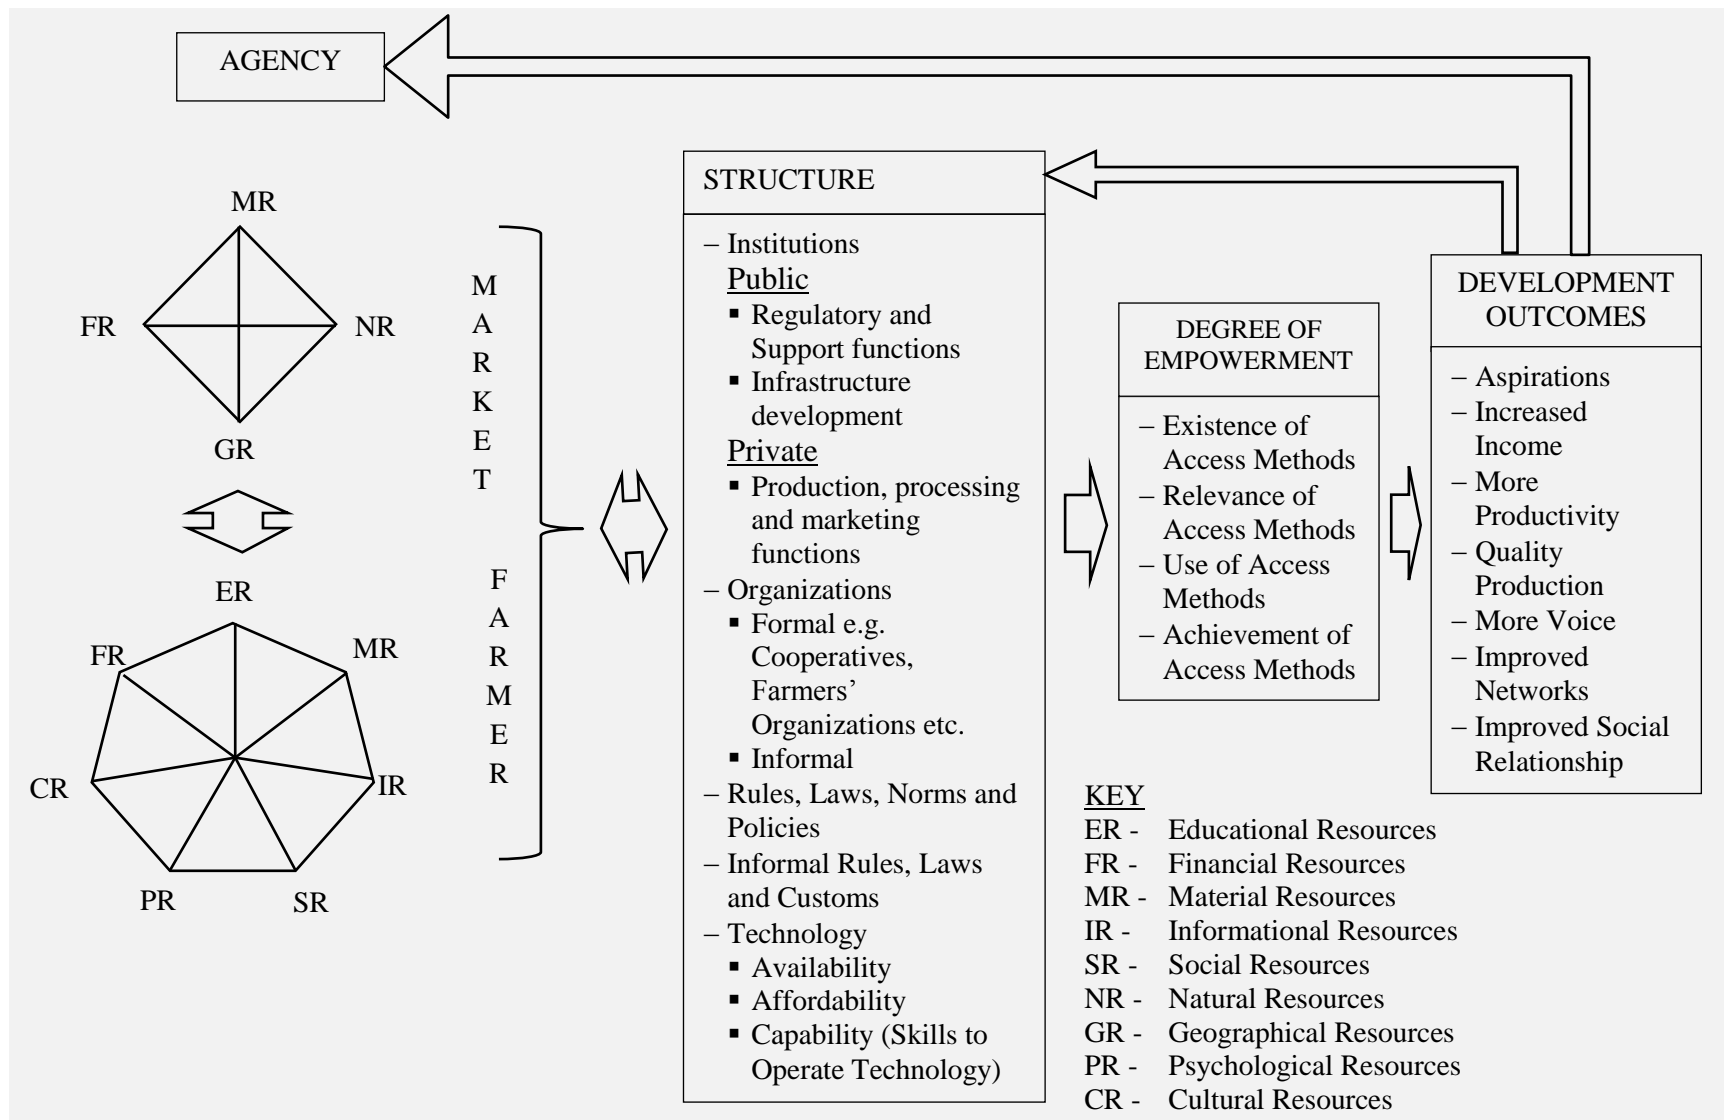 AGENCY
MR
FR
NR
GR
ER
FR
MR
CR
IR
PR
SR
MARKET
FARMER
STRUCTURE
– Institutions
Public
▪ Regulatory and
Support functions
▪ Infrastructure
development
Private
▪ Production, processing
and marketing
functions
– Organizations
▪ Formal e.g.
Cooperatives,
Farmers’
Organizations etc.
▪ Informal
– Rules, Laws, Norms and
Policies
– Informal Rules, Laws
and Customs
– Technology
▪ Availability
▪ Affordability
▪ Capability (Skills to
Operate Technology)
DEGREE OF
EMPOWERMENT
– Existence of
Access Methods
– Relevance of
Access Methods
– Use of Access
Methods
– Achievement of
Access Methods
DEVELOPMENT
OUTCOMES
– Aspirations
– Increased
Income
– More
Productivity
– Quality
Production
– More Voice
– Improved
Networks
– Improved Social
Relationship
KEY
ER - Educational Resources
FR - Financial Resources
MR - Material Resources
IR - Informational Resources
SR - Social Resources
NR - Natural Resources
GR - Geographical Resources
PR - Psychological Resources
CR - Cultural Resources